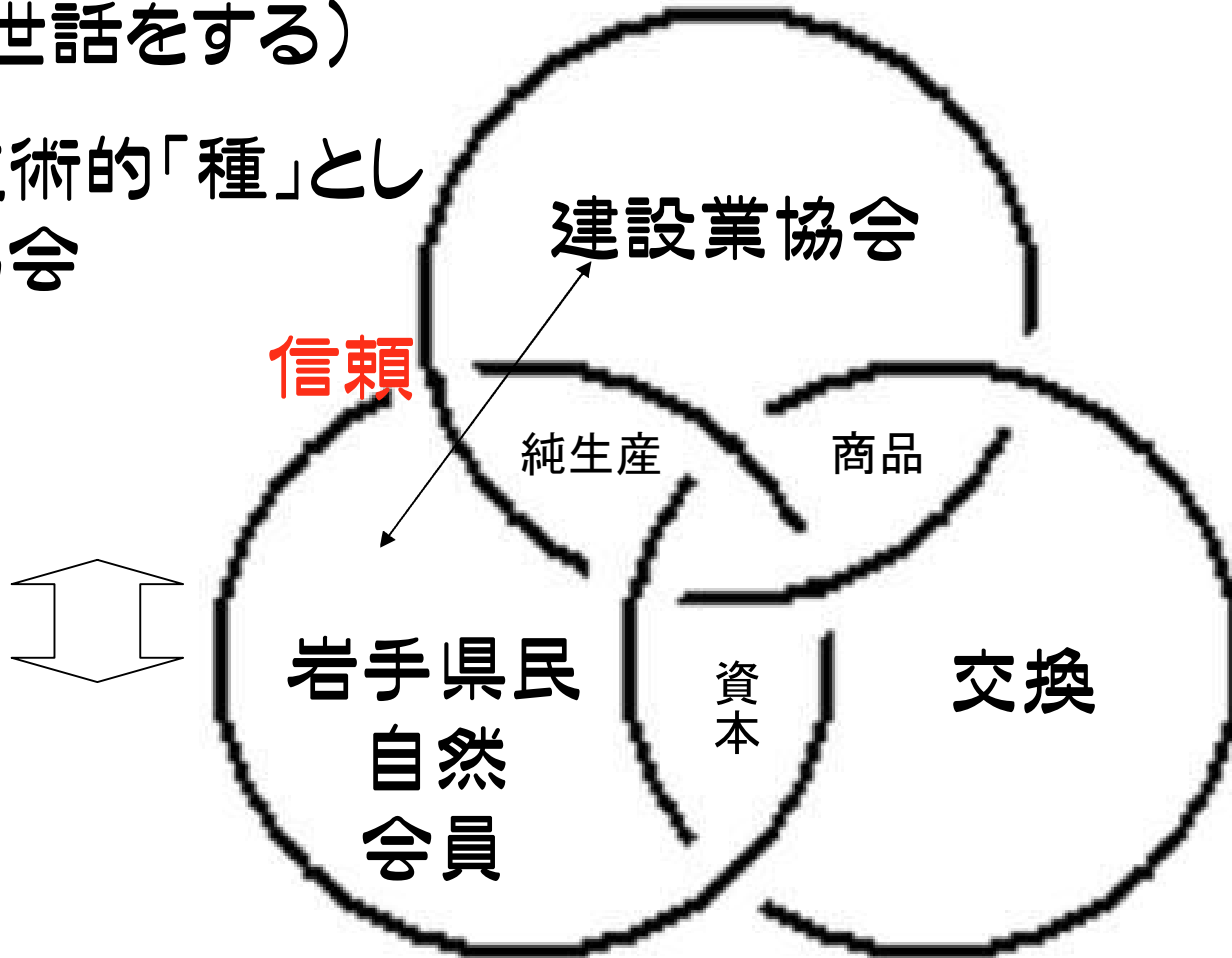 世話をする）
術的「種」とし
会
建設業協会
信頼
純生産
商品
岩手県民
自然
会員
資本
交換